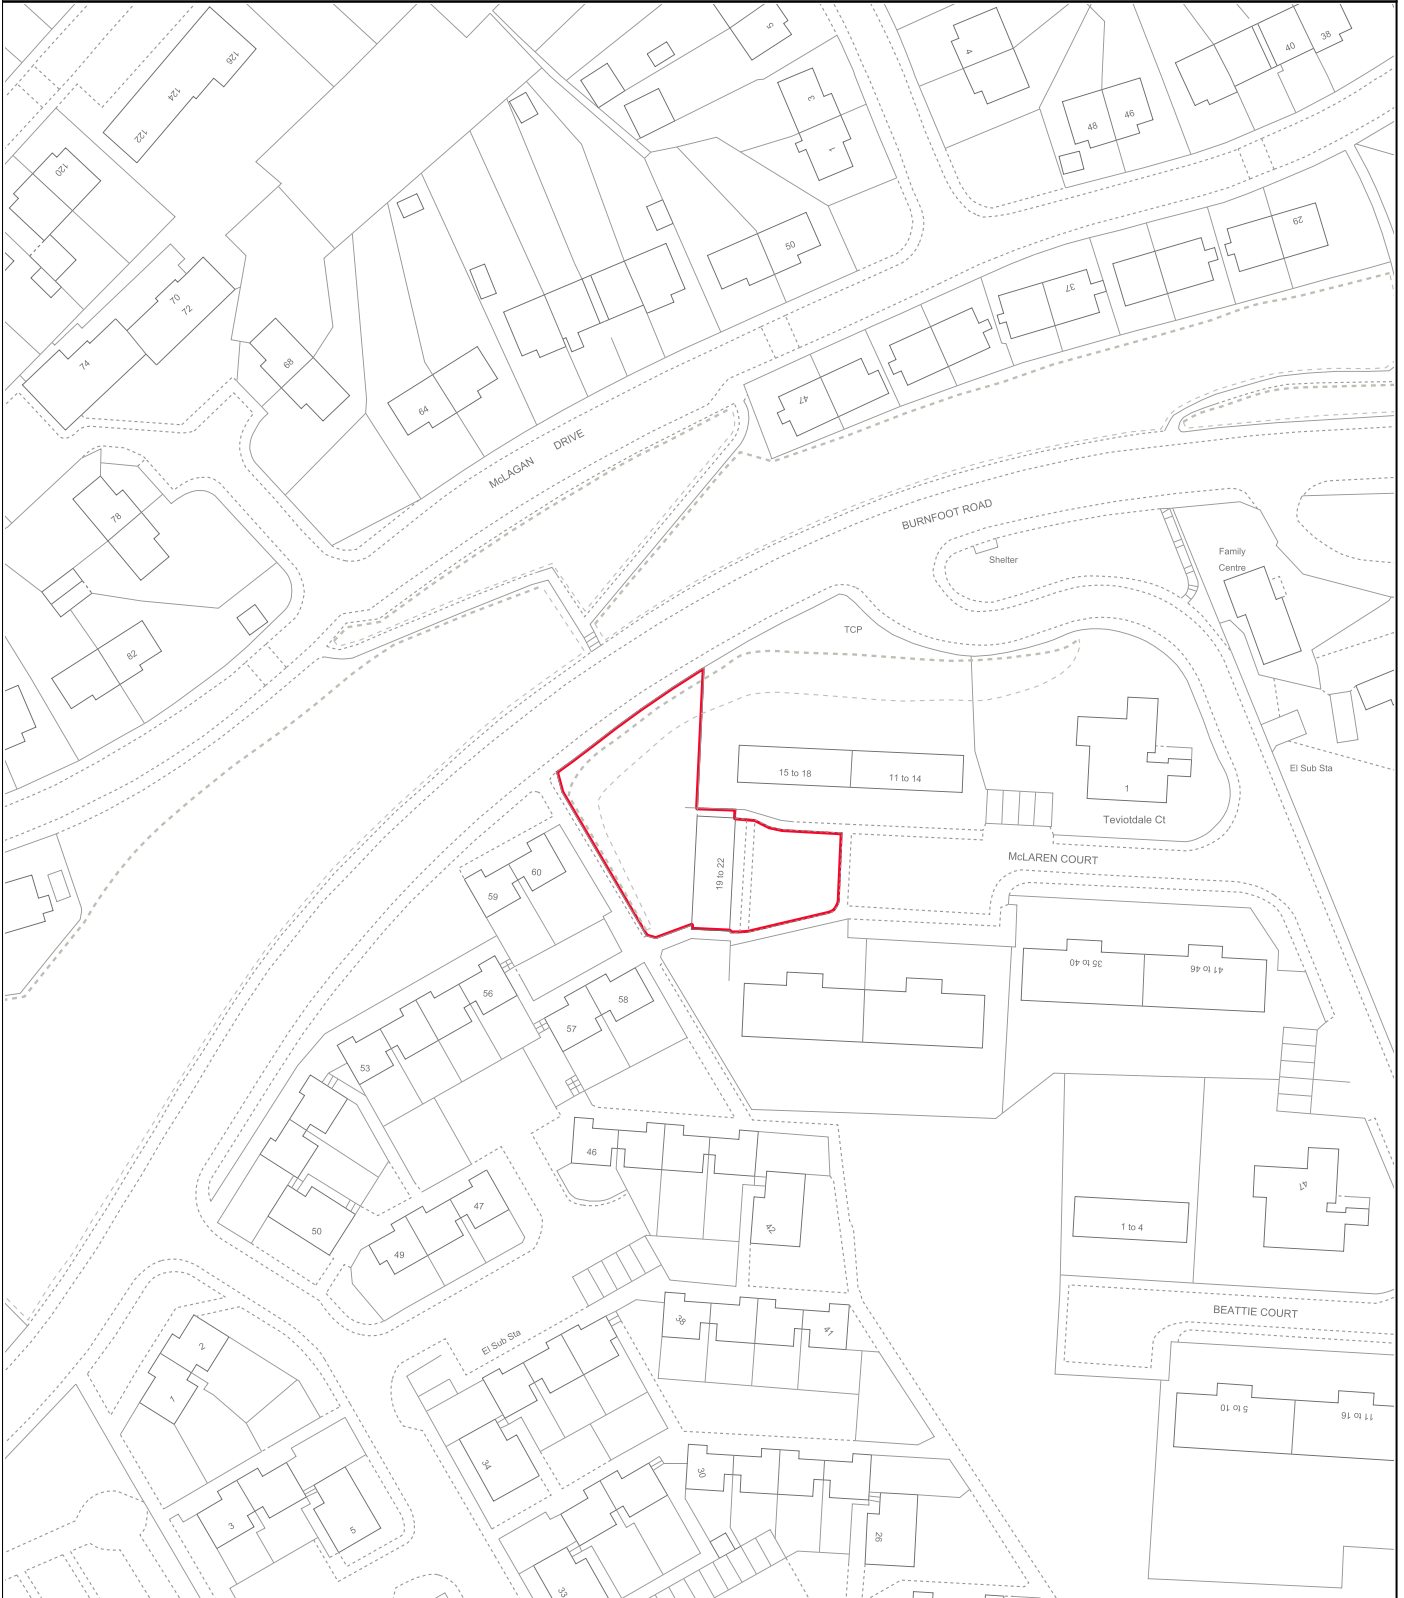 126
124
122
120
5
3
1
4
40
38
48
46
50
29
37
70
72
74
68
64
47
McLAGAN DRIVE
78
82
BURNFOOT ROAD
Shelter
Family
Centre
TCP
El Sub Sta
15 to 18
11 to 14
1
Teviotdale Ct
McLAREN COURT
19 to 22
60
59
56
58
57
53
35 to 40
41 to 46
46
47
50
49
42
47
1 to 4
BEATTIE COURT
38
41
El Sub Sta
2
1
34
5 to 10
11 to 16
30
3
5
26
33